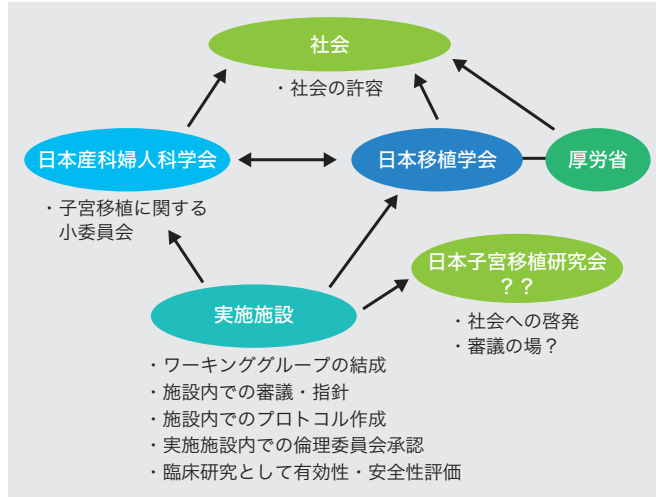 社会
・社会の許容
日本産科婦人科学会
日本移植学会
厚労省
・子宮移植に関する
小委員会
日本子宮移植研究会
？？
・社会への啓発
・審議の場？
実施施設
・ワーキンググループの結成
・施設内での審議・指針
・施設内でのプロトコル作成
・実施施設内での倫理委員会承認
・臨床研究として有効性・安全性評価